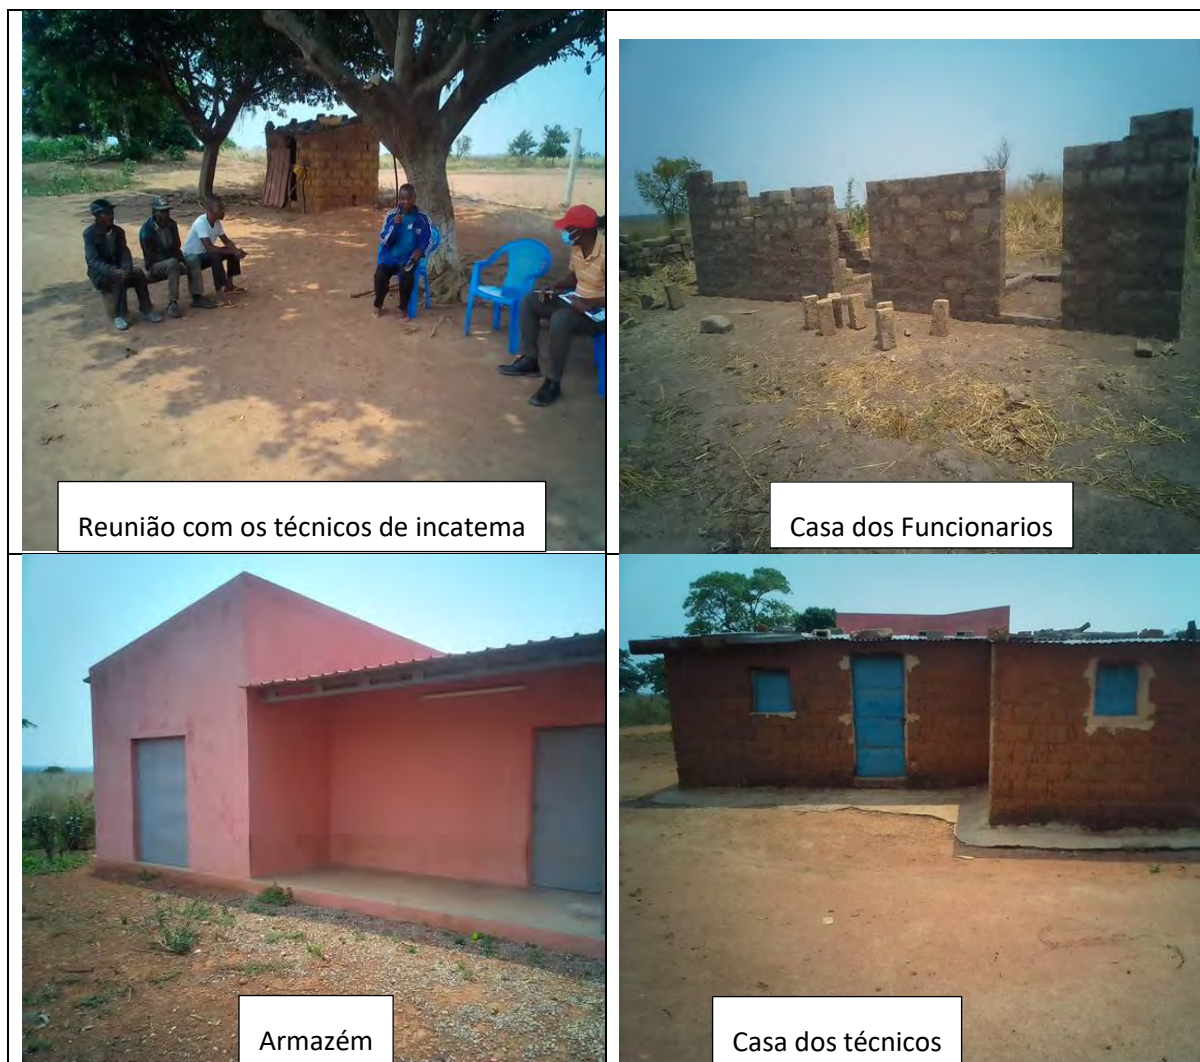 Reunião com os técnicos de incatema
Casa dos Funcionarios
Armazém
Casa dos técnicos